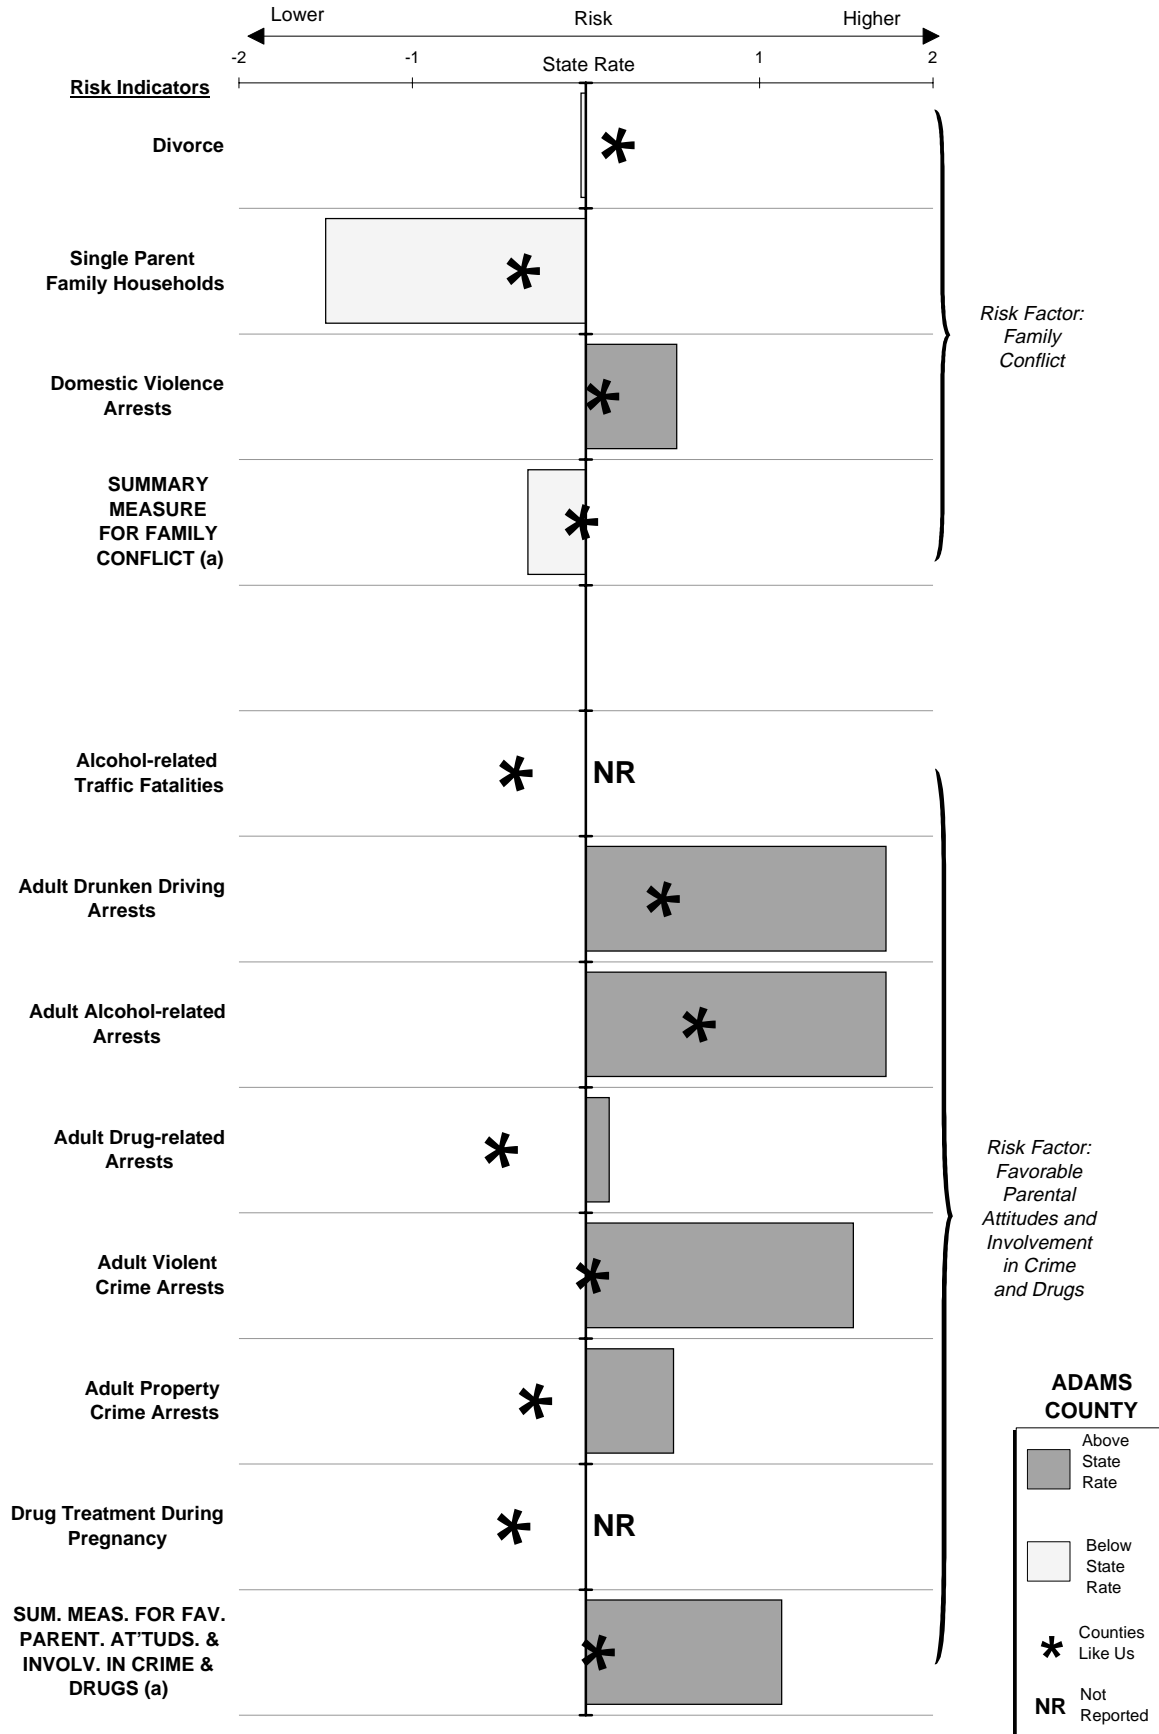 Lower Risk Higher
-2 -1 State Rate 1 2
Risk Indicators
Divorce
Single Parent
Family Households
Domestic Violence
Arrests
SUMMARY
MEASURE
FOR FAMILY
CONFLICT (a)
Risk Factor:
Family
Conflict
Alcohol-related
Traffic Fatalities
NR
Adult Drunken Driving
Arrests
Adult Alcohol-related
Arrests
Adult Drug-related
Arrests
Adult Violent
Crime Arrests
Adult Property
Crime Arrests
Drug Treatment During
Pregnancy
NR
SUM. MEAS. FOR FAV.
PARENT. AT'TUDS. &
INVOLV. IN CRIME &
DRUGS (a)
Risk Factor:
Favorable
Parental
Attitudes and
Involvement
in Crime
and Drugs
ADAMS
COUNTY
Above
State
Rate
Below
State
Rate
* Counties
Like Us
NR Not
Reported